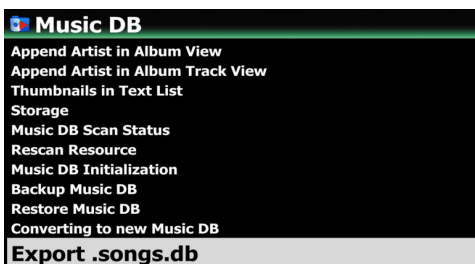 Music DB
Append Artist in Album View
Append Artist in Album Track View
Thumbnails in Text List
Storage
Music DB Scan Status
Rescan Resource
Music DB Initialization
Backup Music DB
Restore Music DB
Converting to new Music DB
Export .songs.db